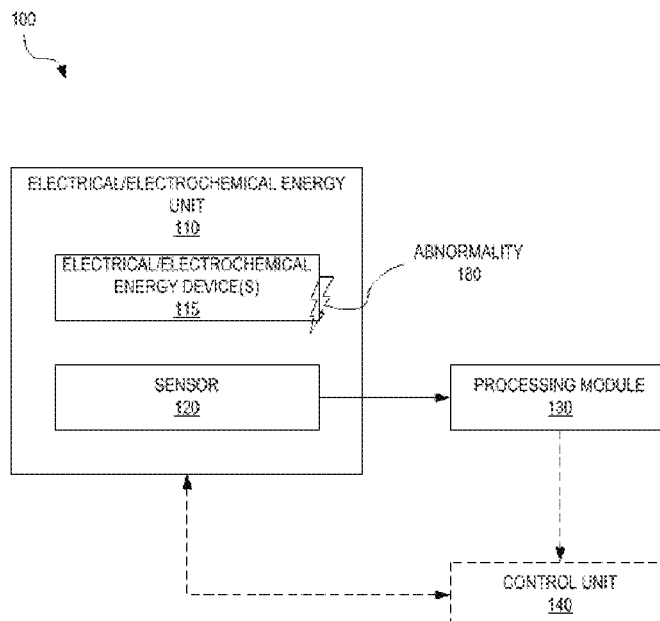 100
ELECTRICAL/ELECTROCHEMICAL ENERGY
UNIT
110
ELECTRICAL/ELECTROCHEMICAL
ENERGY DEVICE(S)
115
ABNORMALITY
180
SENSOR
120
PROCESSING MODULE
130
CONTROL UNIT
140